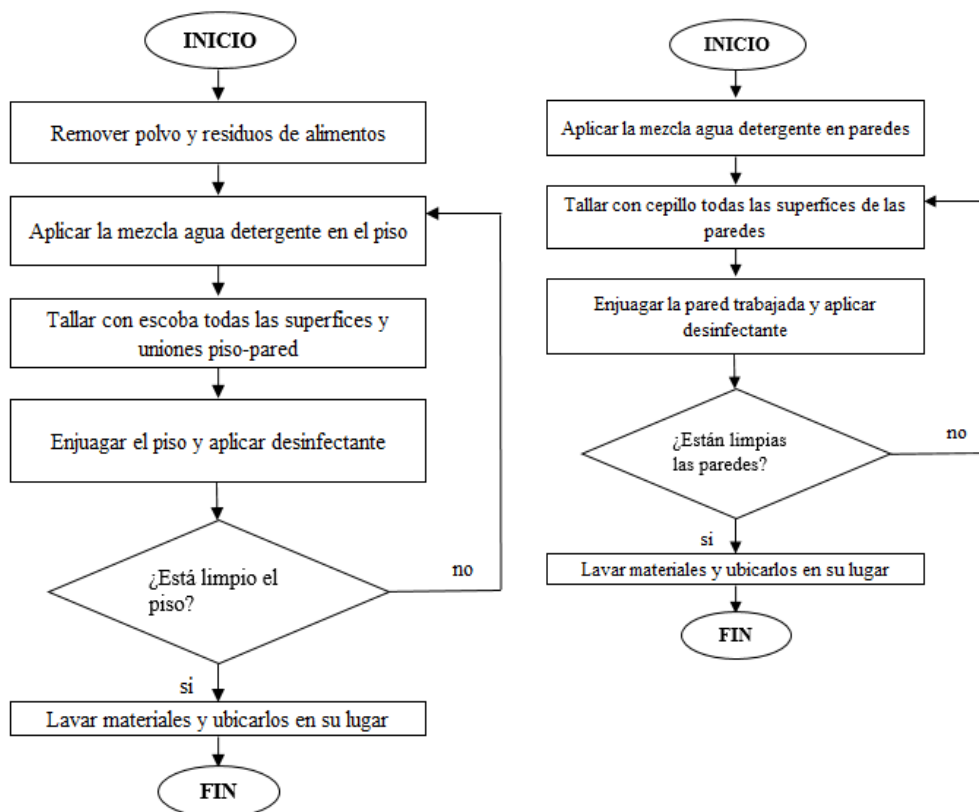 INICIO
Remover polvo y residuos de alimentos
Aplicar la mezcla agua detergente en el piso
Tallar con escoba todas las superfices y
uniones piso-pared
Enjuagar el piso y aplicar desinfectante
¿Está limpio el
piso?
no
si
Lavar materiales y ubicarlos en su lugar
FIN
INICIO
Aplicar la mezcla agua detergente en paredes
Tallar con cepillo todas las superfíces de las
paredes
Enjuagar la pared trabajada y aplicar
desinfectante
¿Están limpias
las paredes?
no
si
Lavar materiales y ubicarlos en su lugar
FIN